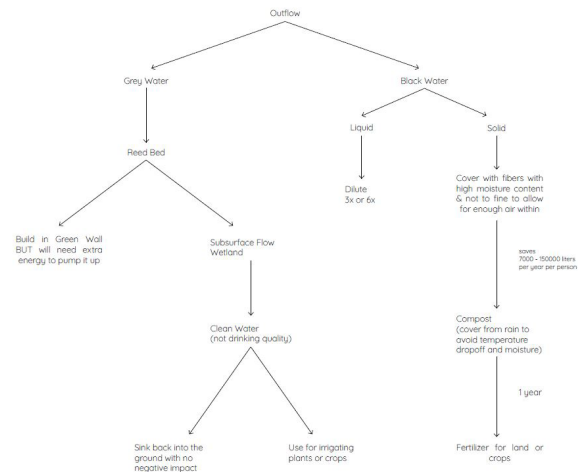 Outflow
Grey Water
Black Water
Liquid
Solid
Reed Bed
Dilute
3x or 6x
Cover with fibers with
high moisture content
& not to fine to allow
for enough air within
Build in Green Wall
BUT will need extra
energy to pump it up
Subsurface Flow
Wetland
saves
7000 - 150000 liters
per year per person
Clean Water
(not drinking quality)
Compost
(cover from rain to
avoid temperature
dropoff and moisture)
1 year
Sink back into the
ground with no
negative impact
Use for irrigating
plants or crops
Fertilizer for land or
crops